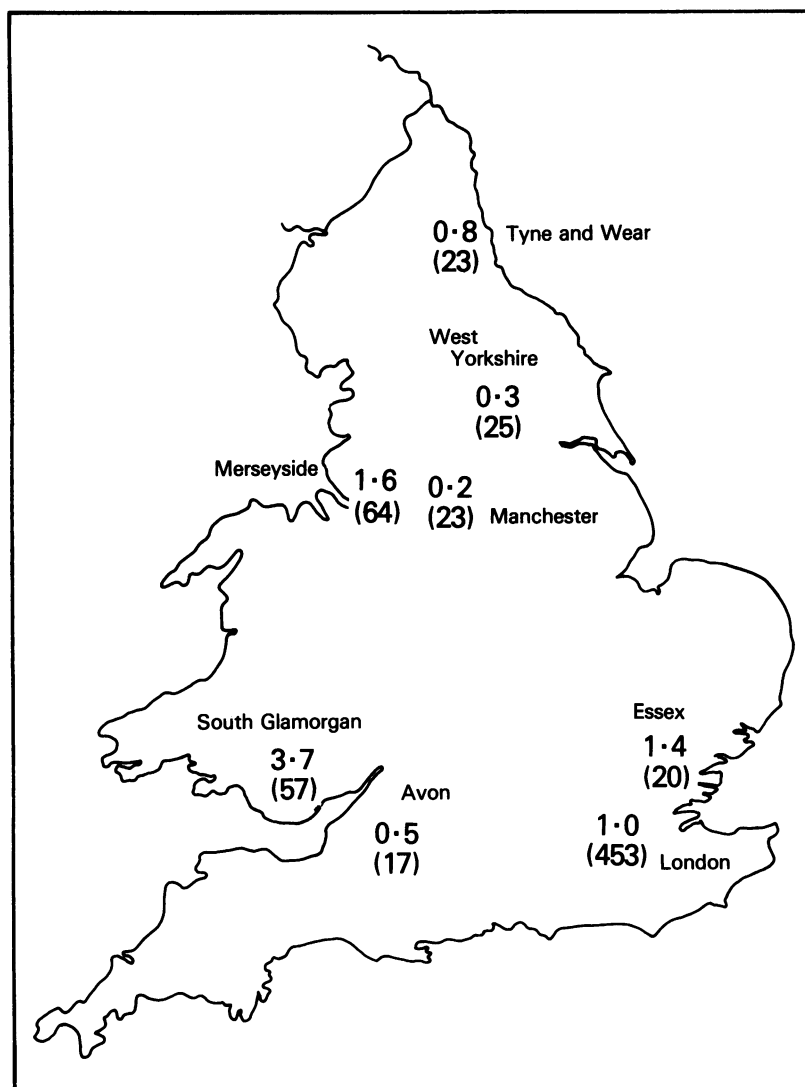 0·8 Tyne and Wear
(23)
West
Yorkshire
0·3
(25)
Merseyside
1·6
(64)
0·2
(23) Manchester
South Glamorgan
3·7
(57)
Avon
0·5
(17)
Essex
1·4
(20)
1·0
(453) London